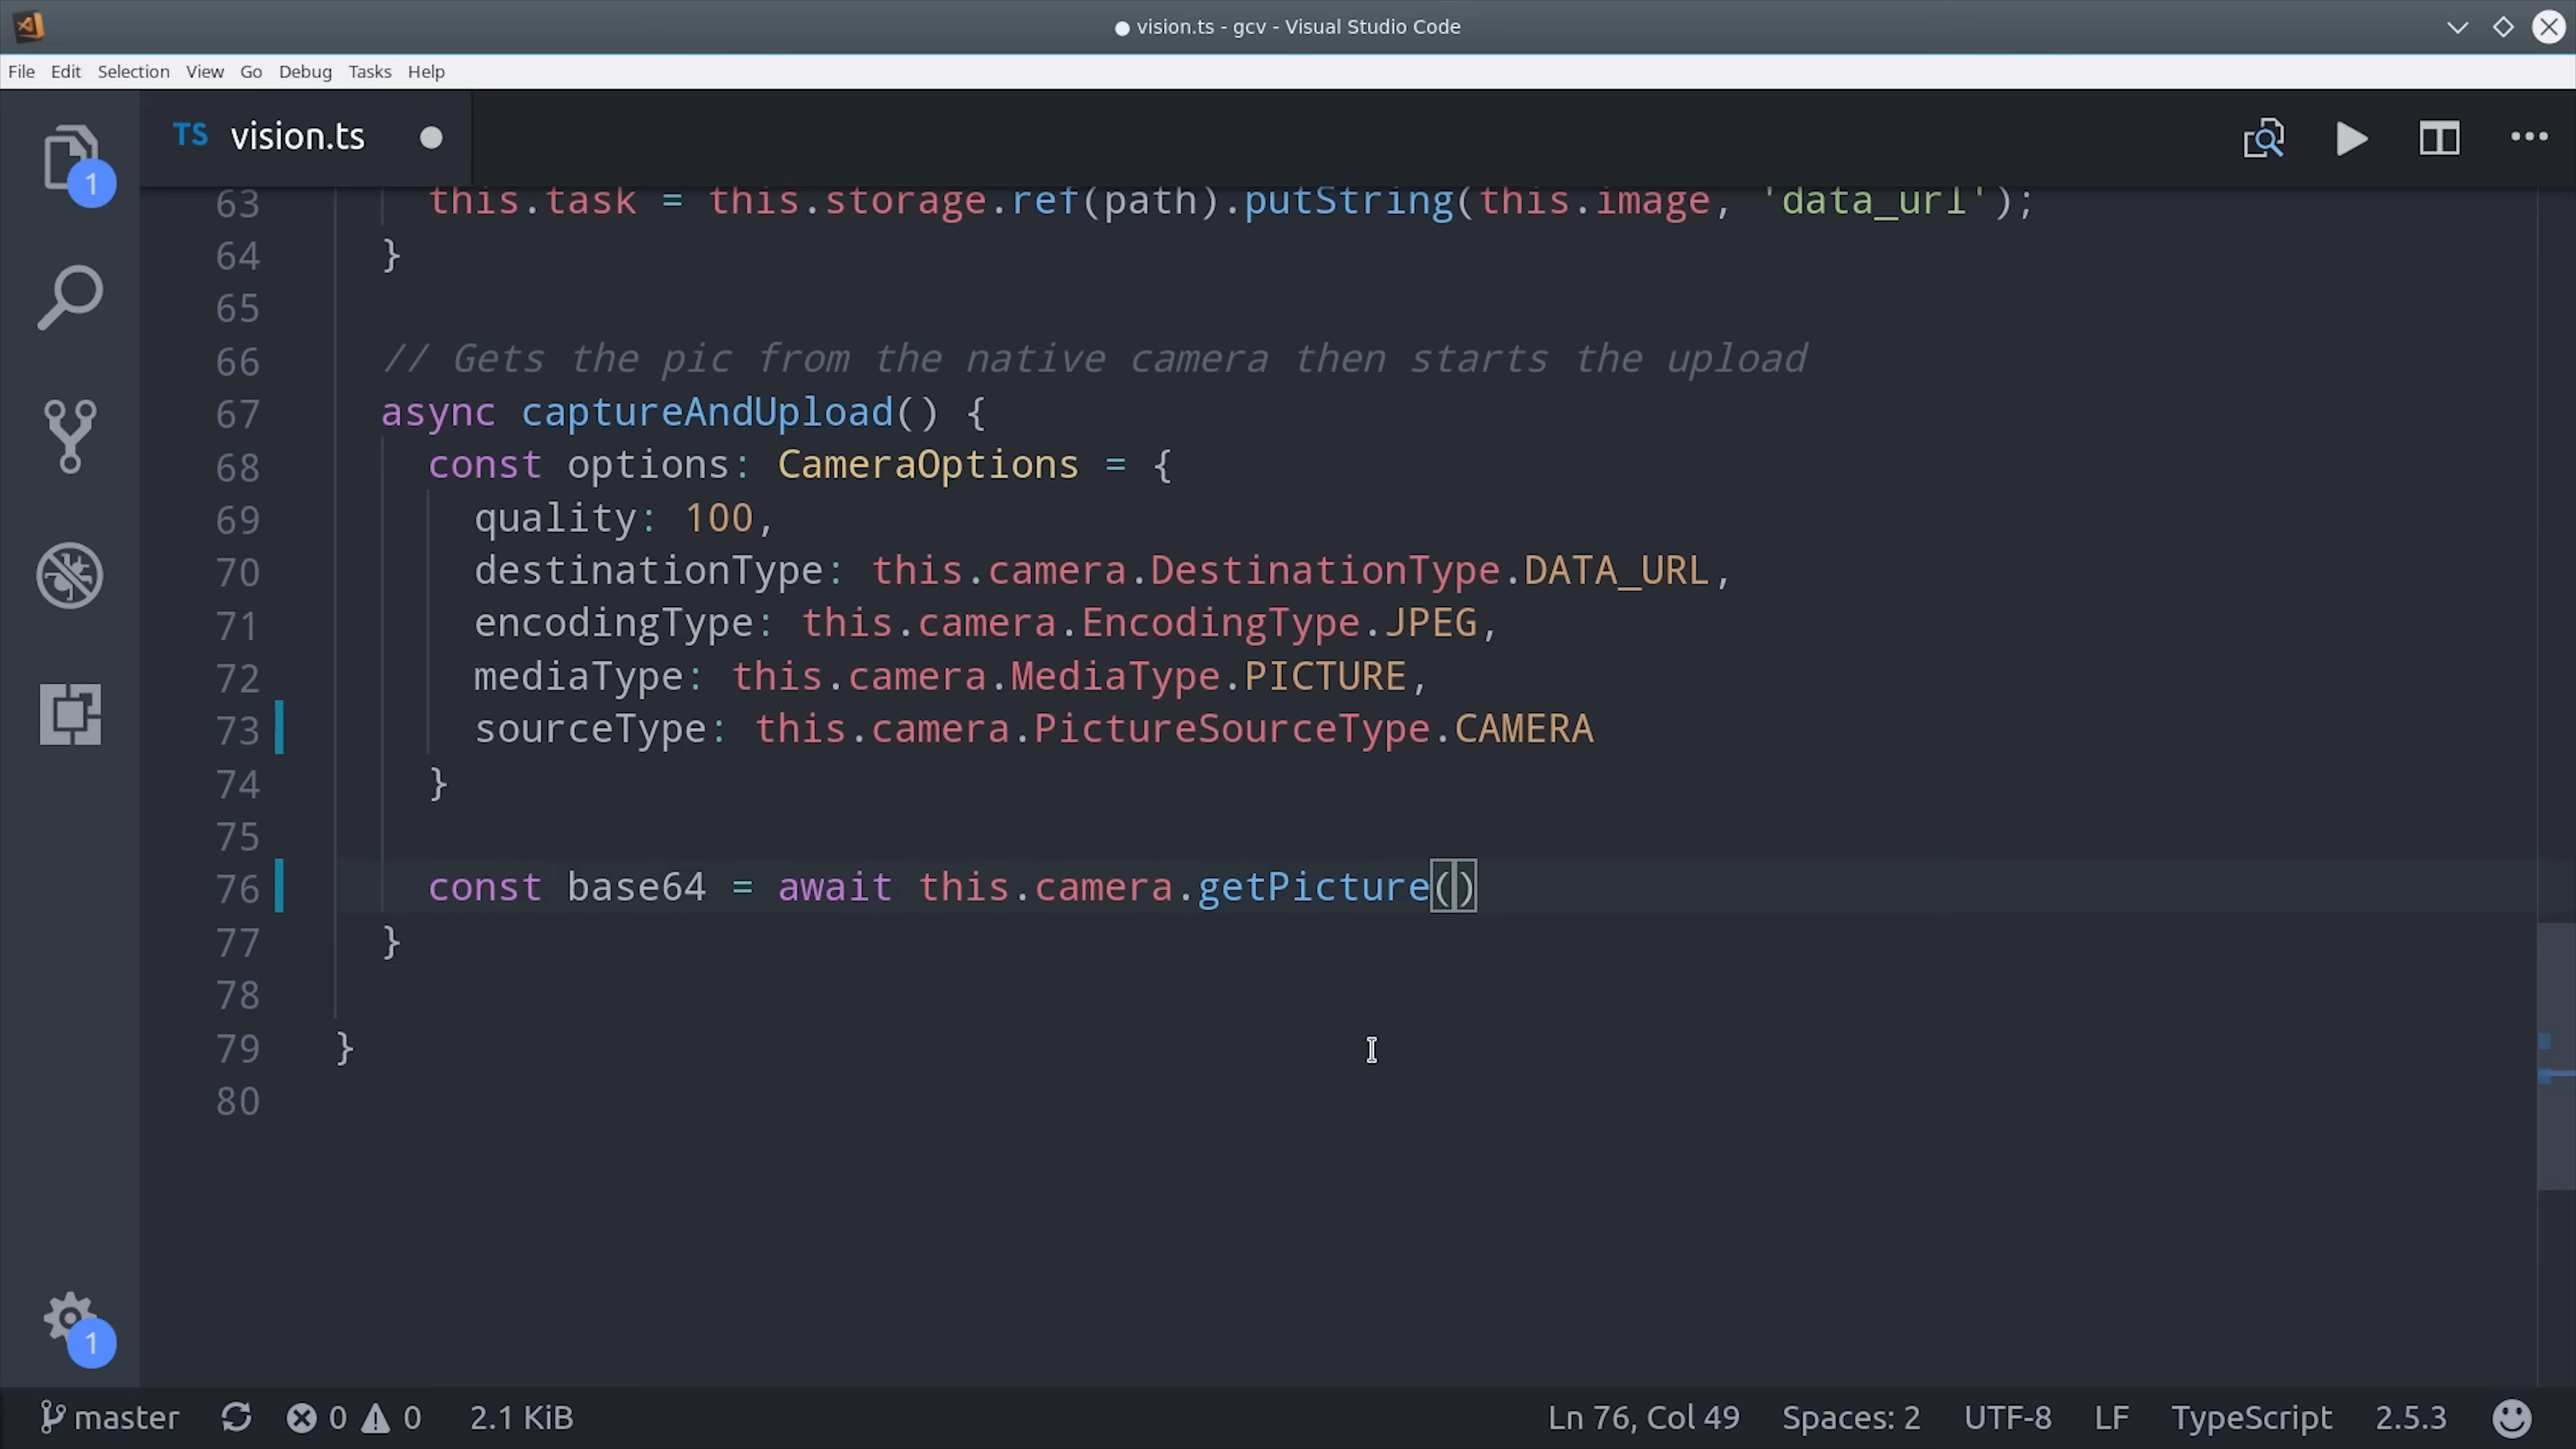 vision.ts - gcv - Visual Studio Code
File Edit Selection View Go Debug Tasks Help
1
TS vision.ts
63 this.task = this.storage.ref(path).putString(this.image, 'data_url');
64 }
65
66 // Gets the pic from the native camera then starts the upload
67 async captureAndUpload() {
68 const options: CameraOptions = {
69 quality: 100,
70 destinationType: this.camera.DestinationType.DATA_URL,
71 encodingType: this.camera.EncodingType.JPEG,
72 mediaType: this.camera.MediaType.PICTURE,
73 sourceType: this.camera.PictureSourceType.CAMERA
74 }
75
76 const base64 = await this.camera.getPicture()
77 }
78
79 }
80
1
master 0 0 2.1 KiB Ln 76, Col 49 Spaces: 2 UTF-8 LF TypeScript 2.5.3